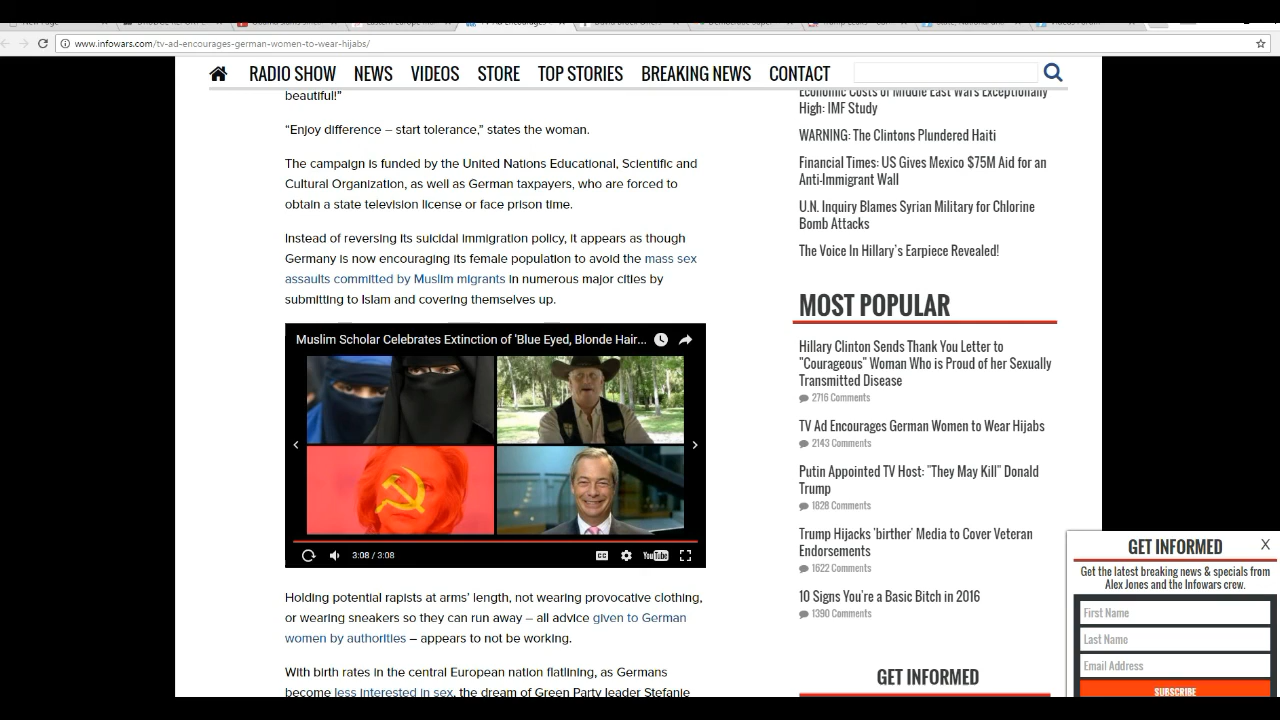 www.infowars.com/tv-ad-encourages-german-women-to-wear-hijabs/
RADIO SHOW NEWS VIDEOS STORE TOP STORIES BREAKING NEWS CONTACT
beautiful!”
“Enjoy difference – start tolerance,” states the woman.
The campaign is funded by the United Nations Educational, Scientific and
Cultural Organization, as well as German taxpayers, who are forced to
obtain a state television license or face prison time.
Instead of reversing its suicidal immigration policy, it appears as though
Germany is now encouraging its female population to avoid the mass sex
assaults committed by Muslim migrants in numerous major cities by
submitting to Islam and covering themselves up.
Muslim Scholar Celebrates Extinction of 'Blue Eyed, Blonde Hair...
3:08 / 3:08
CC
YouTube
Holding potential rapists at arms’ length, not wearing provocative clothing,
or wearing sneakers so they can run away – all advice given to German
women by authorities – appears to not be working.
With birth rates in the central European nation flatlining, as Germans
become less interested in sex, the dream of Green Party leader Stefanie
Economic Costs of Middle East Wars Exceptionally
High: IMF Study
WARNING: The Clintons Plundered Haiti
Financial Times: US Gives Mexico $75M Aid for an
Anti-Immigrant Wall
U.N. Inquiry Blames Syrian Military for Chlorine
Bomb Attacks
The Voice In Hillary’s Earpiece Revealed!
MOST POPULAR
Hillary Clinton Sends Thank You Letter to
"Courageous" Woman Who is Proud of her Sexually
Transmitted Disease
2716 Comments
TV Ad Encourages German Women to Wear Hijabs
2143 Comments
Putin Appointed TV Host: "They May Kill" Donald
Trump
1828 Comments
Trump Hijacks 'birther' Media to Cover Veteran
Endorsements
1622 Comments
10 Signs You're a Basic Bitch in 2016
1390 Comments
GET INFORMED
GET INFORMED
X
Get the latest breaking news & specials from
Alex Jones and the Infowars crew.
First Name
Last Name
Email Address
SUBSCRIBE